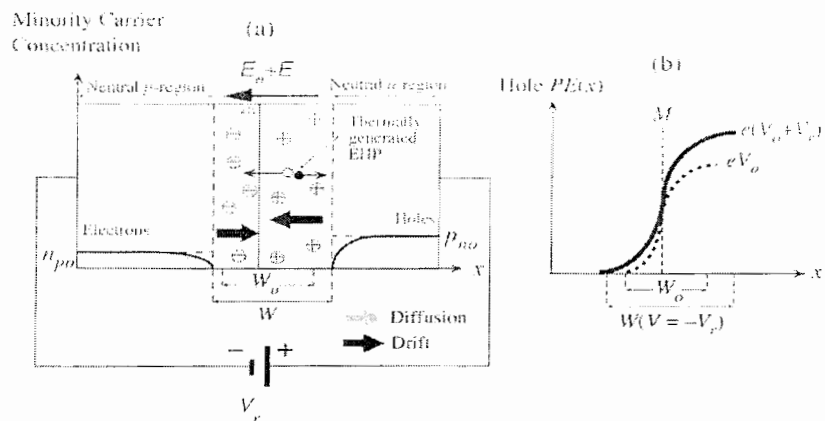 Minority Carrier
Concentration
(a)
E_o+E
Neutral p-region
Neutral n-region
Thermally
generated
EHP
Electrons
Holes
n_po
p_no
x
W_o
W
Diffusion
Drift
− +
V_r
(b)
Hole PE(x)
M
e(V_o+V_r)
eV_o
x
W_o
W(V = −V_r)